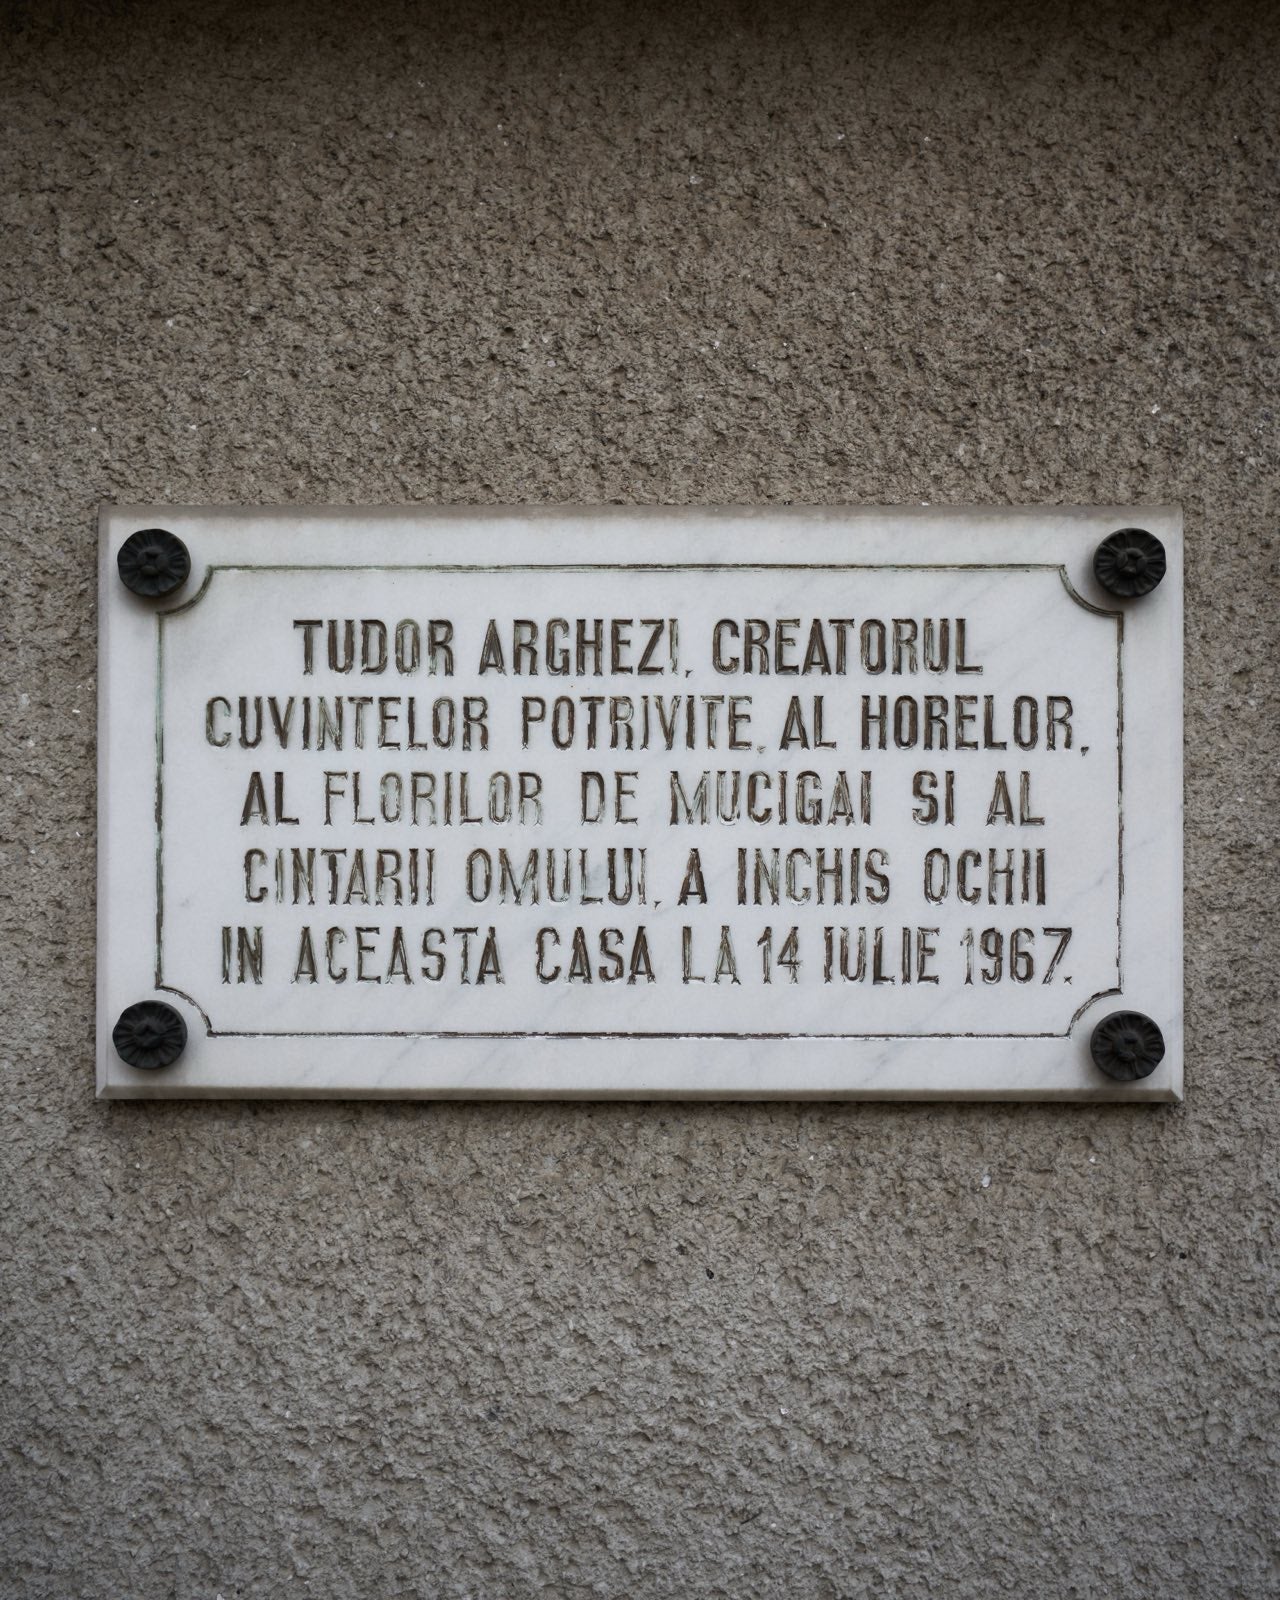 TUDOR ARGHEZI, CREATORUL
CUVINTELOR POTRIVITE, AL HORELOR,
AL FLORILOR DE MUCIGAI SI AL
CINTARII OMULUI, A INCHIS OCHII
IN ACEASTA CASA LA 14 IULIE 1967.